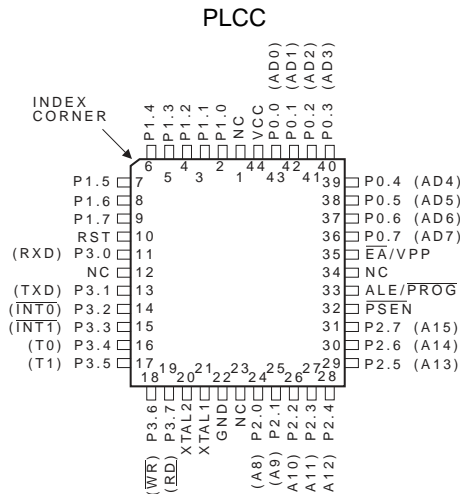 PLCC
INDEX
CORNER
P1.4
P1.3
P1.2
P1.1
P1.0
NC
VCC
P0.0 (AD0)
P0.1 (AD1)
P0.2 (AD2)
P0.3 (AD3)
6
5
4
3
2
1
44
43
42
41
40
P1.5 7
P1.6 8
P1.7 9
RST 10
(RXD) P3.0 11
NC 12
(TXD) P3.1 13
(INT0) P3.2 14
(INT1) P3.3 15
(T0) P3.4 16
(T1) P3.5 17
39 P0.4 (AD4)
38 P0.5 (AD5)
37 P0.6 (AD6)
36 P0.7 (AD7)
35 EA/VPP
34 NC
33 ALE/PROG
32 PSEN
31 P2.7 (A15)
30 P2.6 (A14)
29 P2.5 (A13)
18
19
20
21
22
23
24
25
26
27
28
(WR) P3.6
(RD) P3.7
XTAL2
XTAL1
GND
NC
(A8) P2.0
(A9) P2.1
A10) P2.2
A11) P2.3
A12) P2.4